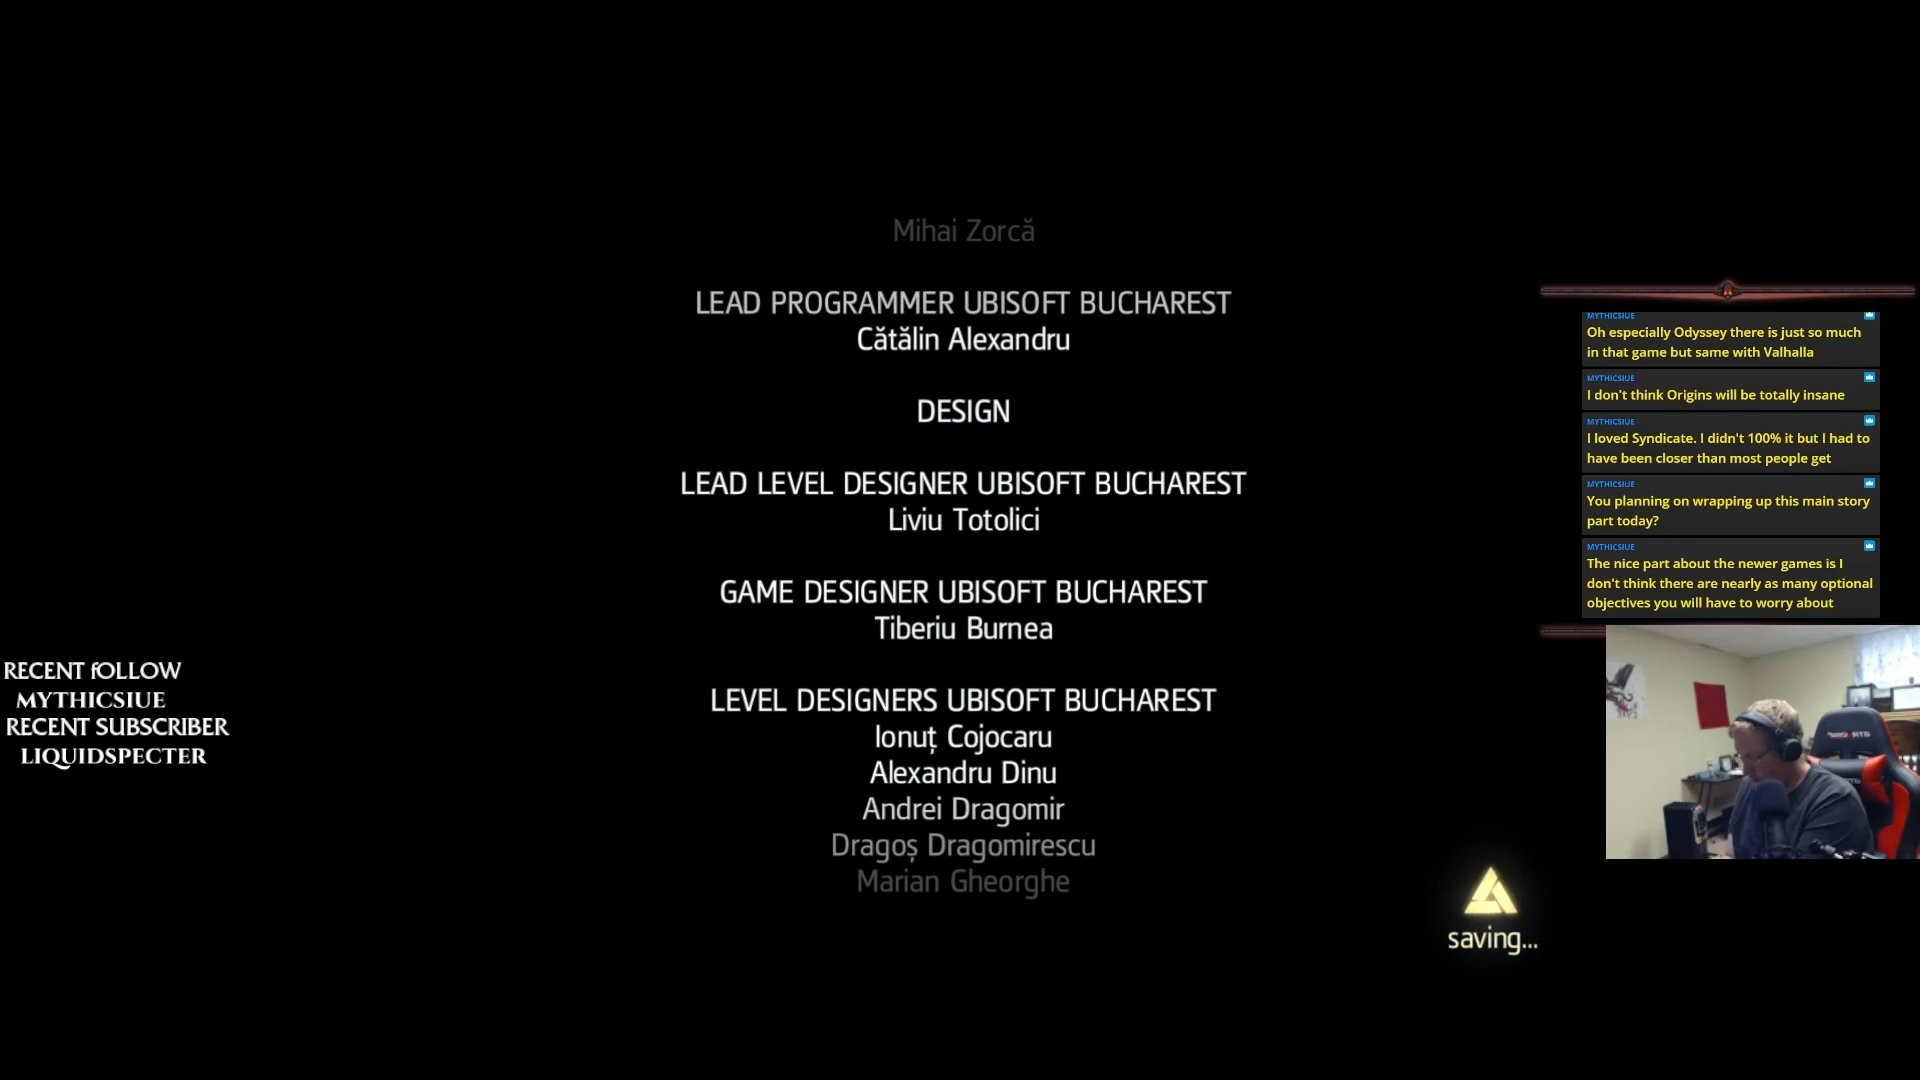 Mihai Zorcă
LEAD PROGRAMMER UBISOFT BUCHAREST
Cătălin Alexandru
DESIGN
LEAD LEVEL DESIGNER UBISOFT BUCHAREST
Liviu Totolici
GAME DESIGNER UBISOFT BUCHAREST
Tiberiu Burnea
LEVEL DESIGNERS UBISOFT BUCHAREST
Ionuț Cojocaru
Alexandru Dinu
Andrei Dragomir
Dragoș Dragomirescu
Marian Gheorghe
saving...
RECENT fOLLOW
MYTHICSIUE
RECENT SUBSCRIBER
LIQUIDSPECTER
MYTHICSIUE
Oh especially Odyssey there is just so much
in that game but same with Valhalla
MYTHICSIUE
I don't think Origins will be totally insane
MYTHICSIUE
I loved Syndicate. I didn't 100% it but I had to
have been closer than most people get
MYTHICSIUE
You planning on wrapping up this main story
part today?
MYTHICSIUE
The nice part about the newer games is I
don't think there are nearly as many optional
objectives you will have to worry about